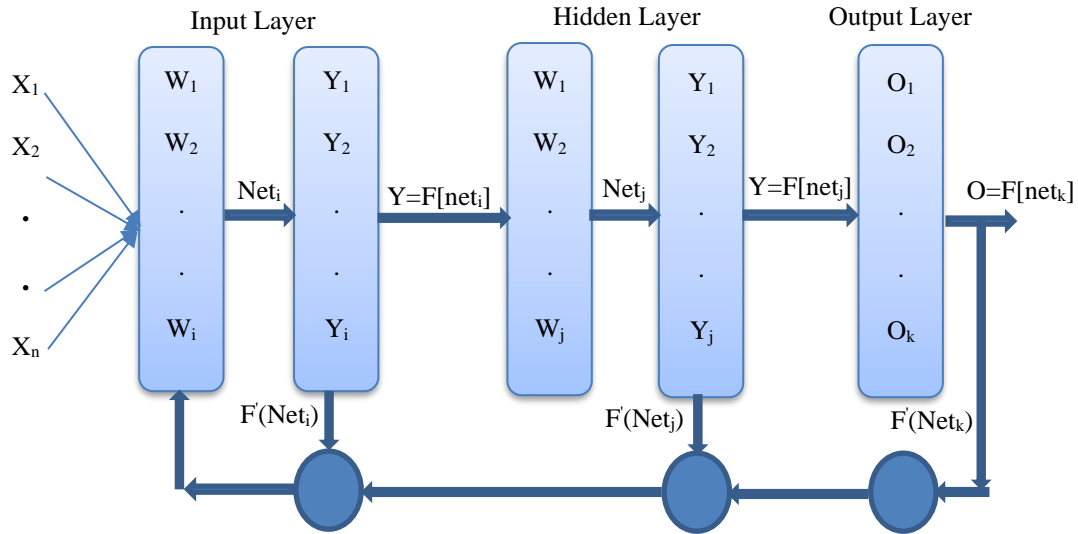 Input Layer
Hidden Layer
Output Layer
X₁
X₂
.
.
Xₙ
W₁
W₂
.
.
Wᵢ
Netᵢ
Y₁
Y₂
.
.
Yᵢ
Y=F[netᵢ]
W₁
W₂
.
.
Wⱼ
Netⱼ
Y₁
Y₂
.
.
Yⱼ
Y=F[netⱼ]
O₁
O₂
.
.
Oₖ
O=F[netₖ]
F'(Netᵢ)
F'(Netⱼ)
F'(Netₖ)